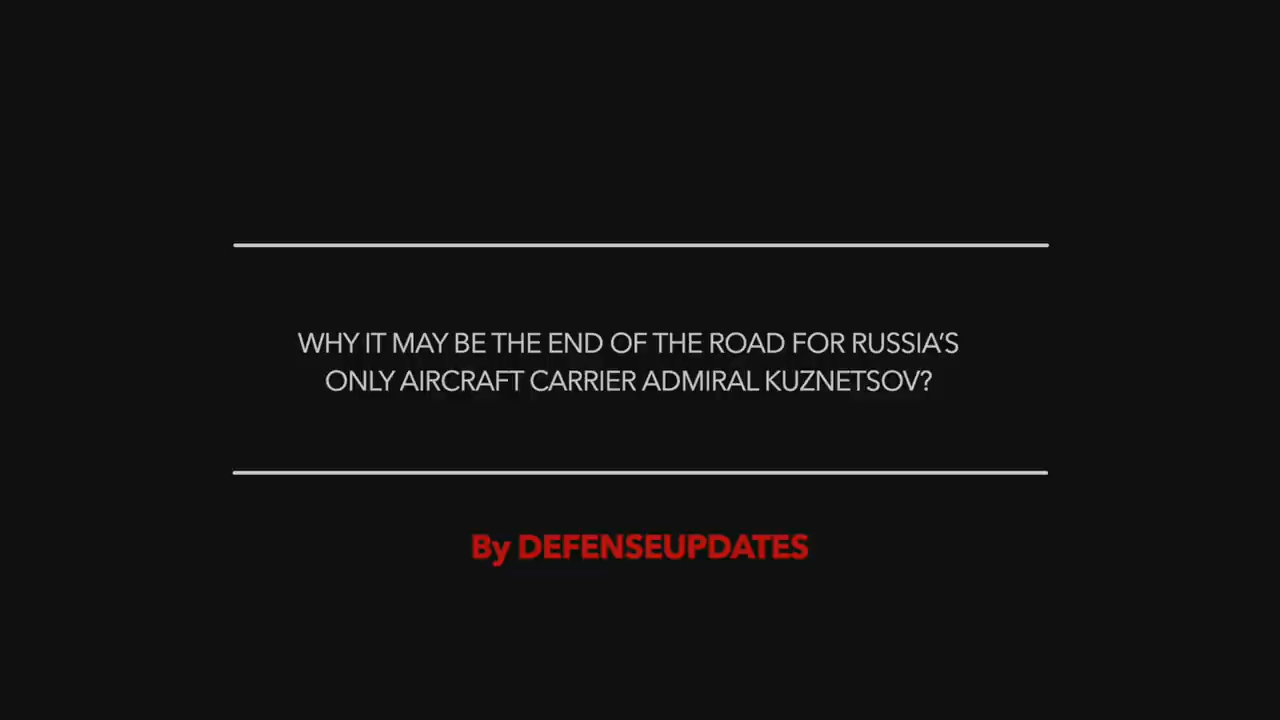 WHY IT MAY BE THE END OF THE ROAD FOR RUSSIA’S
ONLY AIRCRAFT CARRIER ADMIRAL KUZNETSOV?
By DEFENSEUPDATES